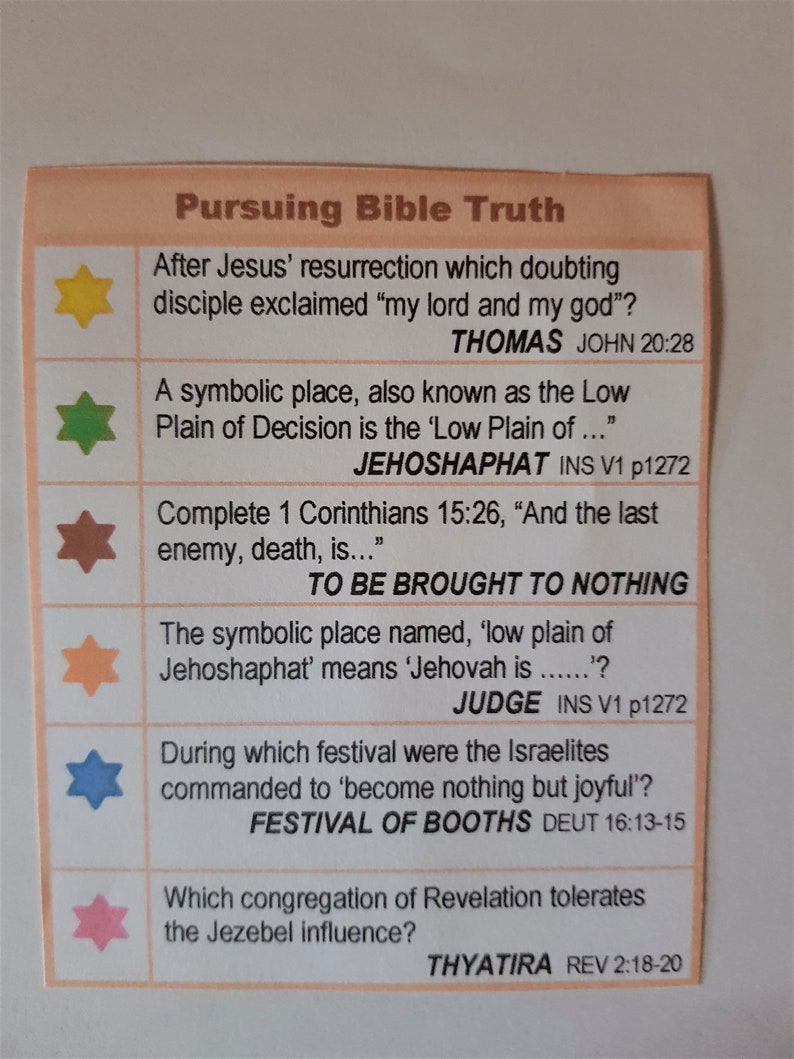 Pursuing Bible Truth
After Jesus’ resurrection which doubting
disciple exclaimed “my lord and my god”?
THOMAS JOHN 20:28
A symbolic place, also known as the Low
Plain of Decision is the ‘Low Plain of ...”
JEHOSHAPHAT INS V1 p1272
Complete 1 Corinthians 15:26, “And the last
enemy, death, is...”
TO BE BROUGHT TO NOTHING
The symbolic place named, ‘low plain of
Jehoshaphat’ means ‘Jehovah is ......’?
JUDGE INS V1 p1272
During which festival were the Israelites
commanded to ‘become nothing but joyful’?
FESTIVAL OF BOOTHS DEUT 16:13-15
Which congregation of Revelation tolerates
the Jezebel influence?
THYATIRA REV 2:18-20